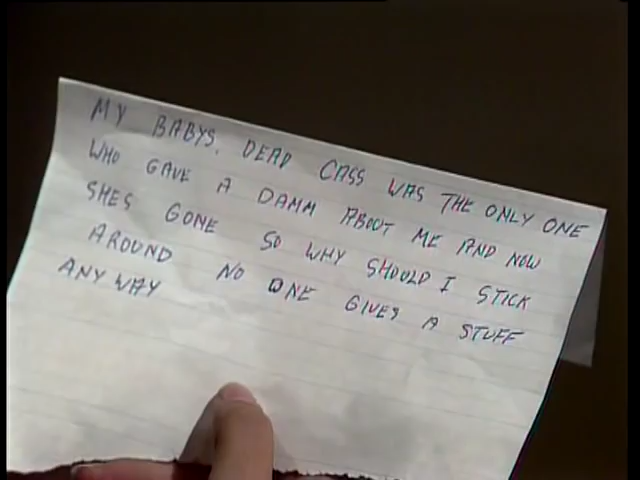 MY BABYS. DEAD CASS WAS THE ONLY ONE
WHO GAVE A DAMM ABOUT ME AND NOW
SHES GONE SO WHY SHOULD I STICK
AROUND NO ONE GIVES A STUFF
ANY WAY